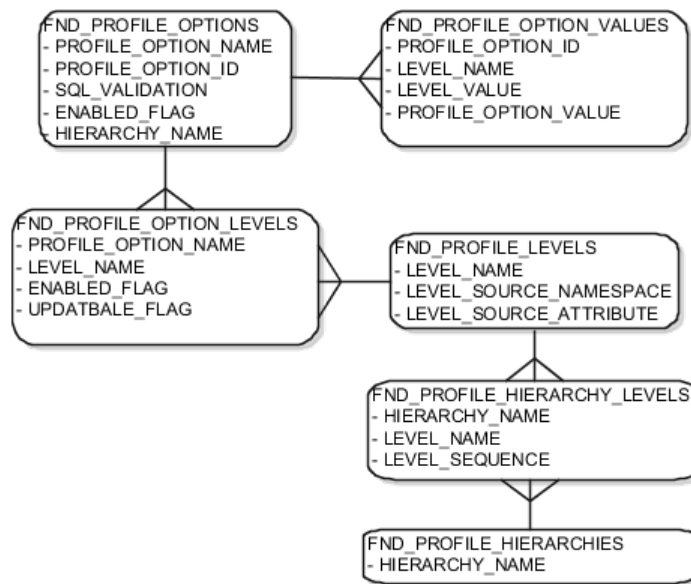 FND_PROFILE_OPTIONS
- PROFILE_OPTION_NAME
- PROFILE_OPTION_ID
- SQL_VALIDATION
- ENABLED_FLAG
- HIERARCHY_NAME
FND_PROFILE_OPTION_VALUES
- PROFILE_OPTION_ID
- LEVEL_NAME
- LEVEL_VALUE
- PROFILE_OPTION_VALUE
FND_PROFILE_OPTION_LEVELS
- PROFILE_OPTION_NAME
- LEVEL_NAME
- ENABLED_FLAG
- UPDATBALE_FLAG
FND_PROFILE_LEVELS
- LEVEL_NAME
- LEVEL_SOURCE_NAMESPACE
- LEVEL_SOURCE_ATTRIBUTE
FND_PROFILE_HIERARCHY_LEVELS
- HIERARCHY_NAME
- LEVEL_NAME
- LEVEL_SEQUENCE
FND_PROFILE_HIERARCHIES
- HIERARCHY_NAME